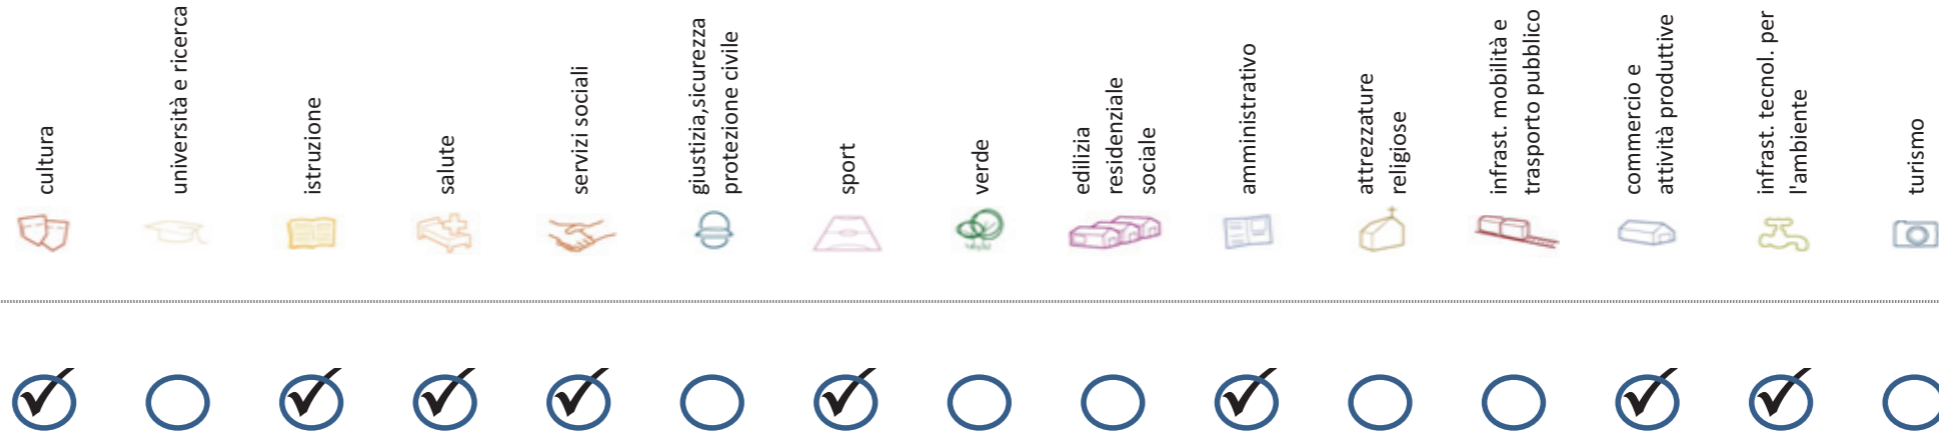 cultura
università e ricerca
istruzione
salute
servizi sociali
giustizia,sicurezza
protezione civile
sport
verde
edilizia
residenziale
sociale
amministrativo
attrezzature
religiose
infrast. mobilità e
trasporto pubblico
commercio e
attività produttive
infrast. tecnol. per
l'ambiente
turismo